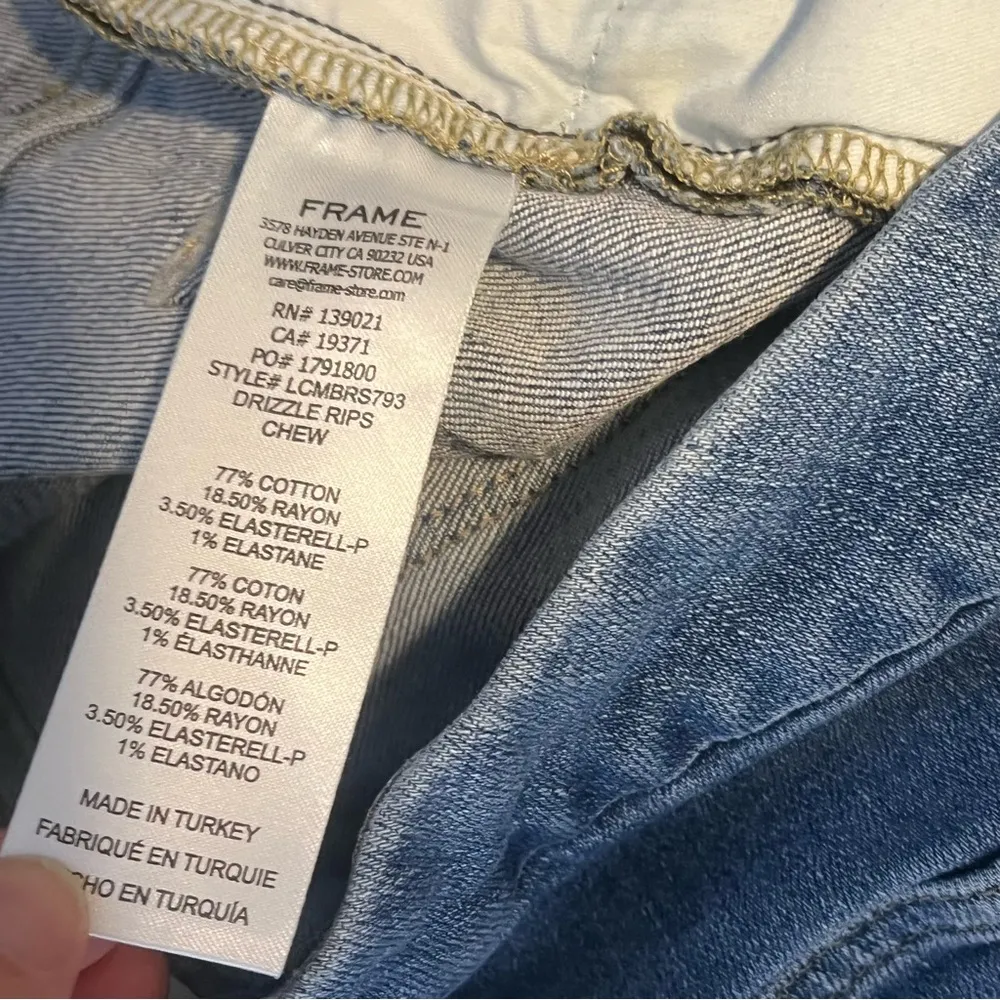 FRAME
3578 HAYDEN AVENUE STE N-1
CULVER CITY CA 90232 USA
WWW.FRAME-STORE.COM
care@frame-store.com
RN# 139021
CA# 19371
PO# 1791800
STYLE# LCMBRS793
DRIZZLE RIPS
CHEW
77% COTTON
18.50% RAYON
3.50% ELASTERELL-P
1% ELASTANE
77% COTON
18.50% RAYON
3.50% ELASTERELL-P
1% ÉLASTHANNE
77% ALGODÓN
18.50% RAYON
3.50% ELASTERELL-P
1% ELASTANO
MADE IN TURKEY
FABRIQUÉ EN TURQUIE
CHO EN TURQUÍA